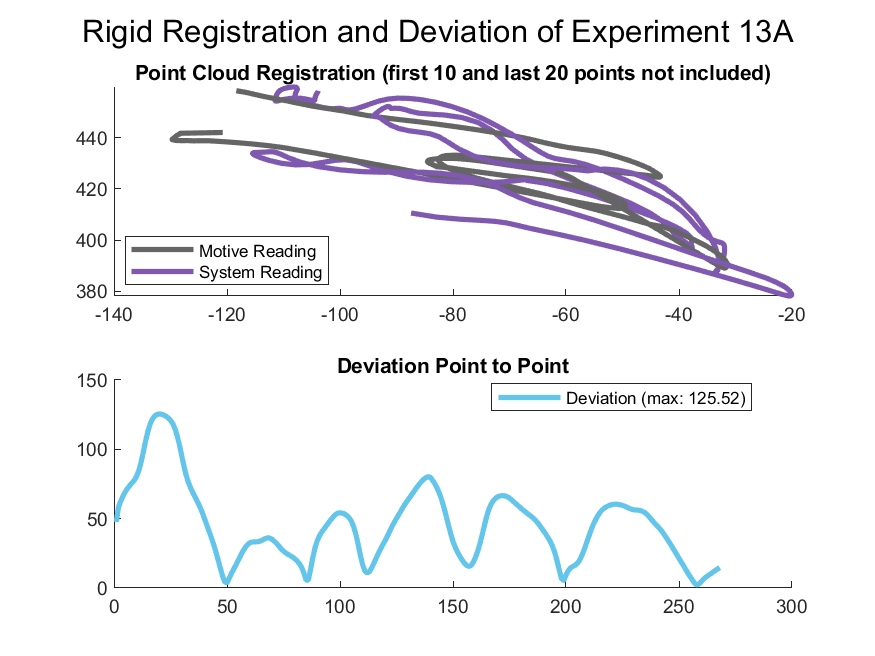 Rigid Registration and Deviation of Experiment 13A
Point Cloud Registration (first 10 and last 20 points not included)
440
420
400
380
Motive Reading
System Reading
-140 -120 -100 -80 -60 -40 -20
Deviation Point to Point
150
100
50
0
Deviation (max: 125.52)
0 50 100 150 200 250 300